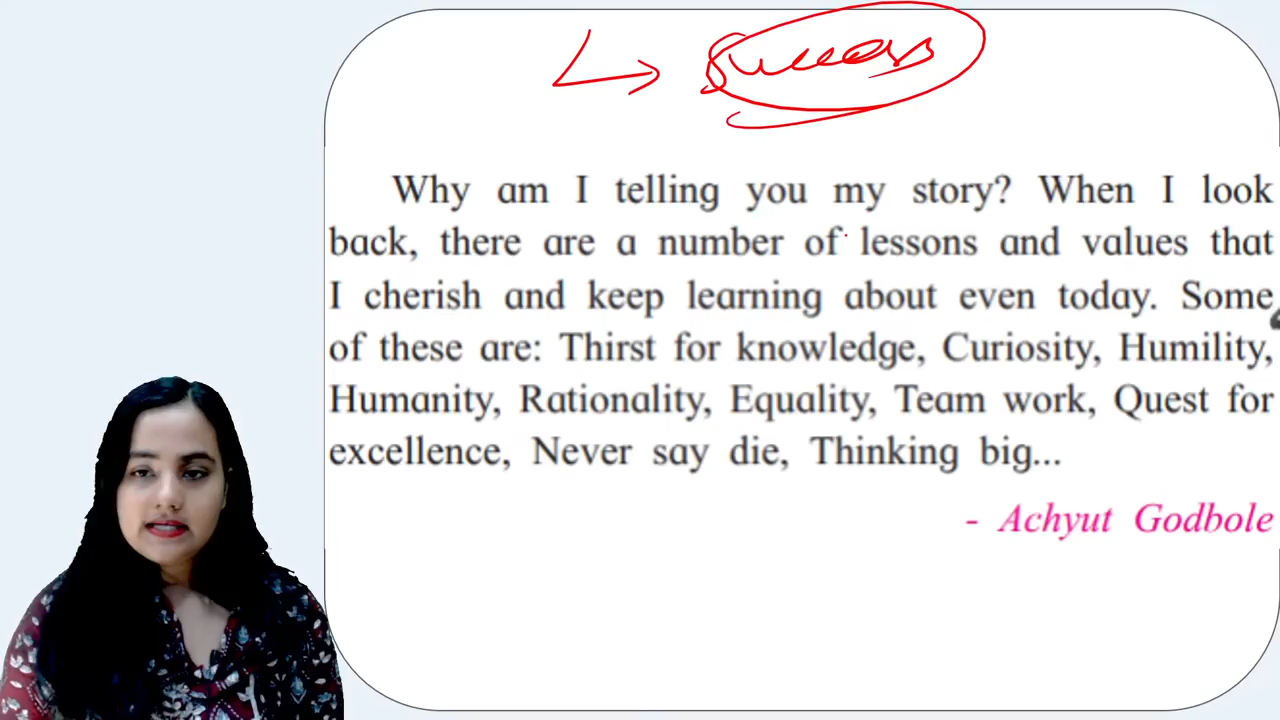 Success
Why am I telling you my story? When I look
back, there are a number of lessons and values that
I cherish and keep learning about even today. Some
of these are: Thirst for knowledge, Curiosity, Humility,
Humanity, Rationality, Equality, Team work, Quest for
excellence, Never say die, Thinking big...
- Achyut Godbole